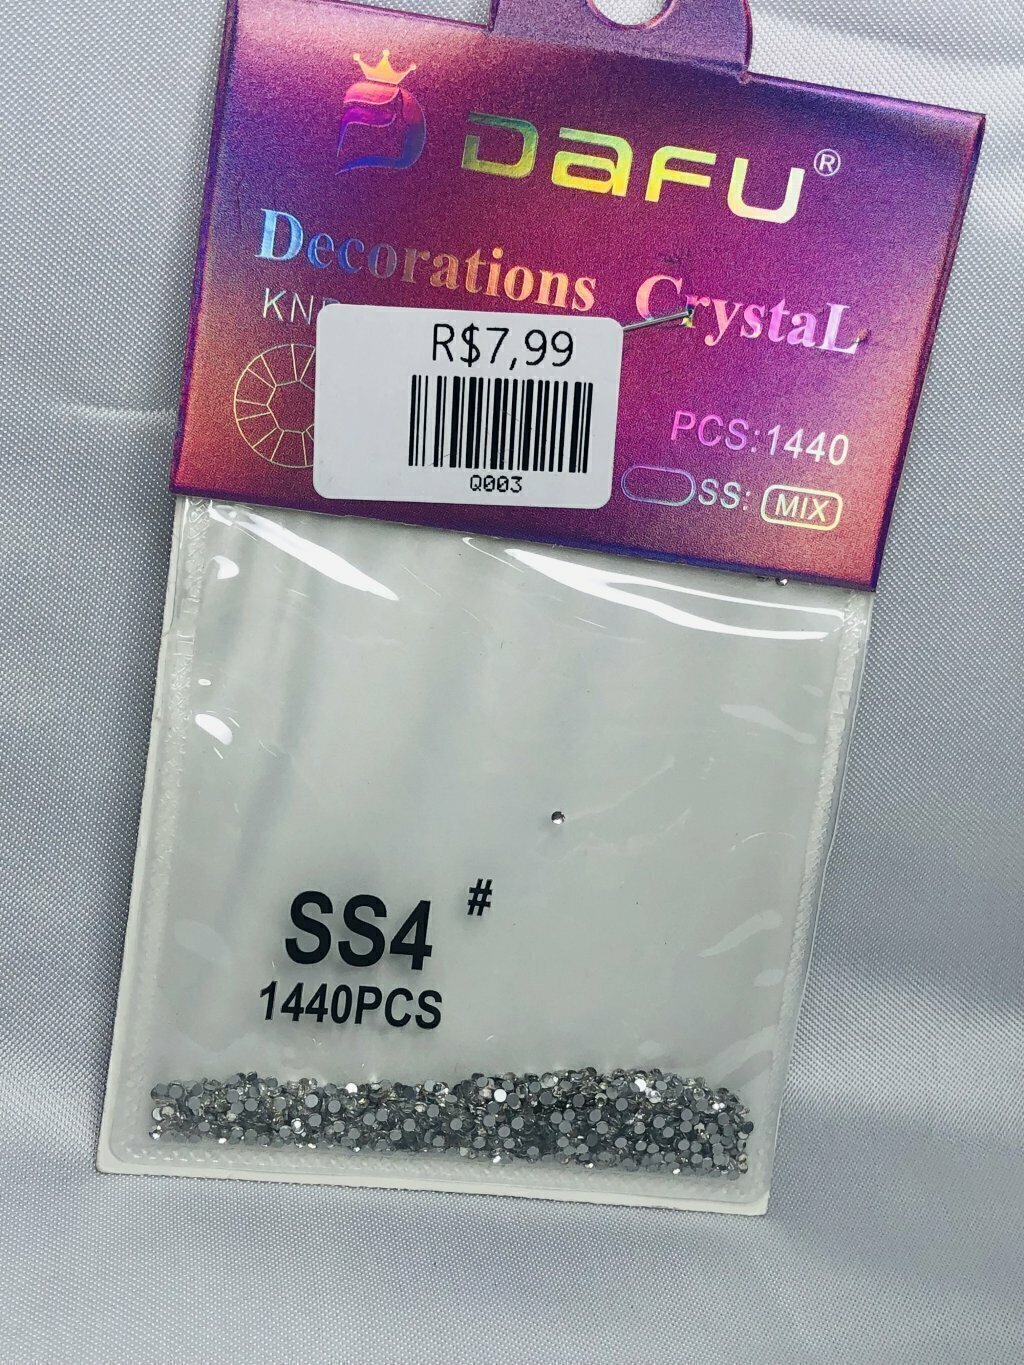 DAFU®
Decorations CrystaL
R$7,99
Q003
PCS:1440
SS: MIX
SS4 #
1440PCS